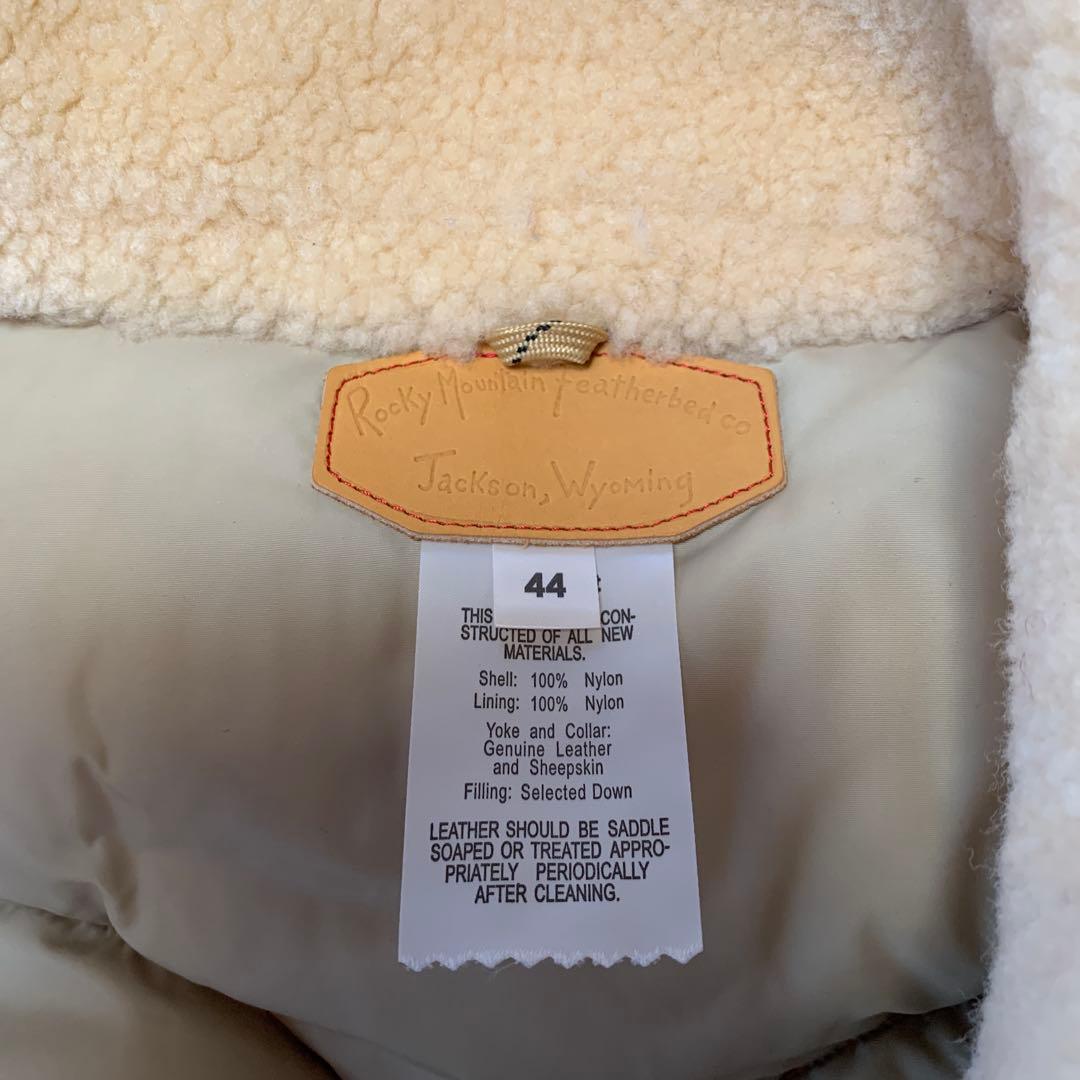 Rocky Mountain Featherbed co
Jackson, Wyoming
44
THIS CON-
STRUCTED OF ALL NEW
MATERIALS.
Shell: 100% Nylon
Lining: 100% Nylon
Yoke and Collar:
Genuine Leather
and Sheepskin
Filling: Selected Down
LEATHER SHOULD BE SADDLE
SOAPED OR TREATED APPRO-
PRIATELY PERIODICALLY
AFTER CLEANING.